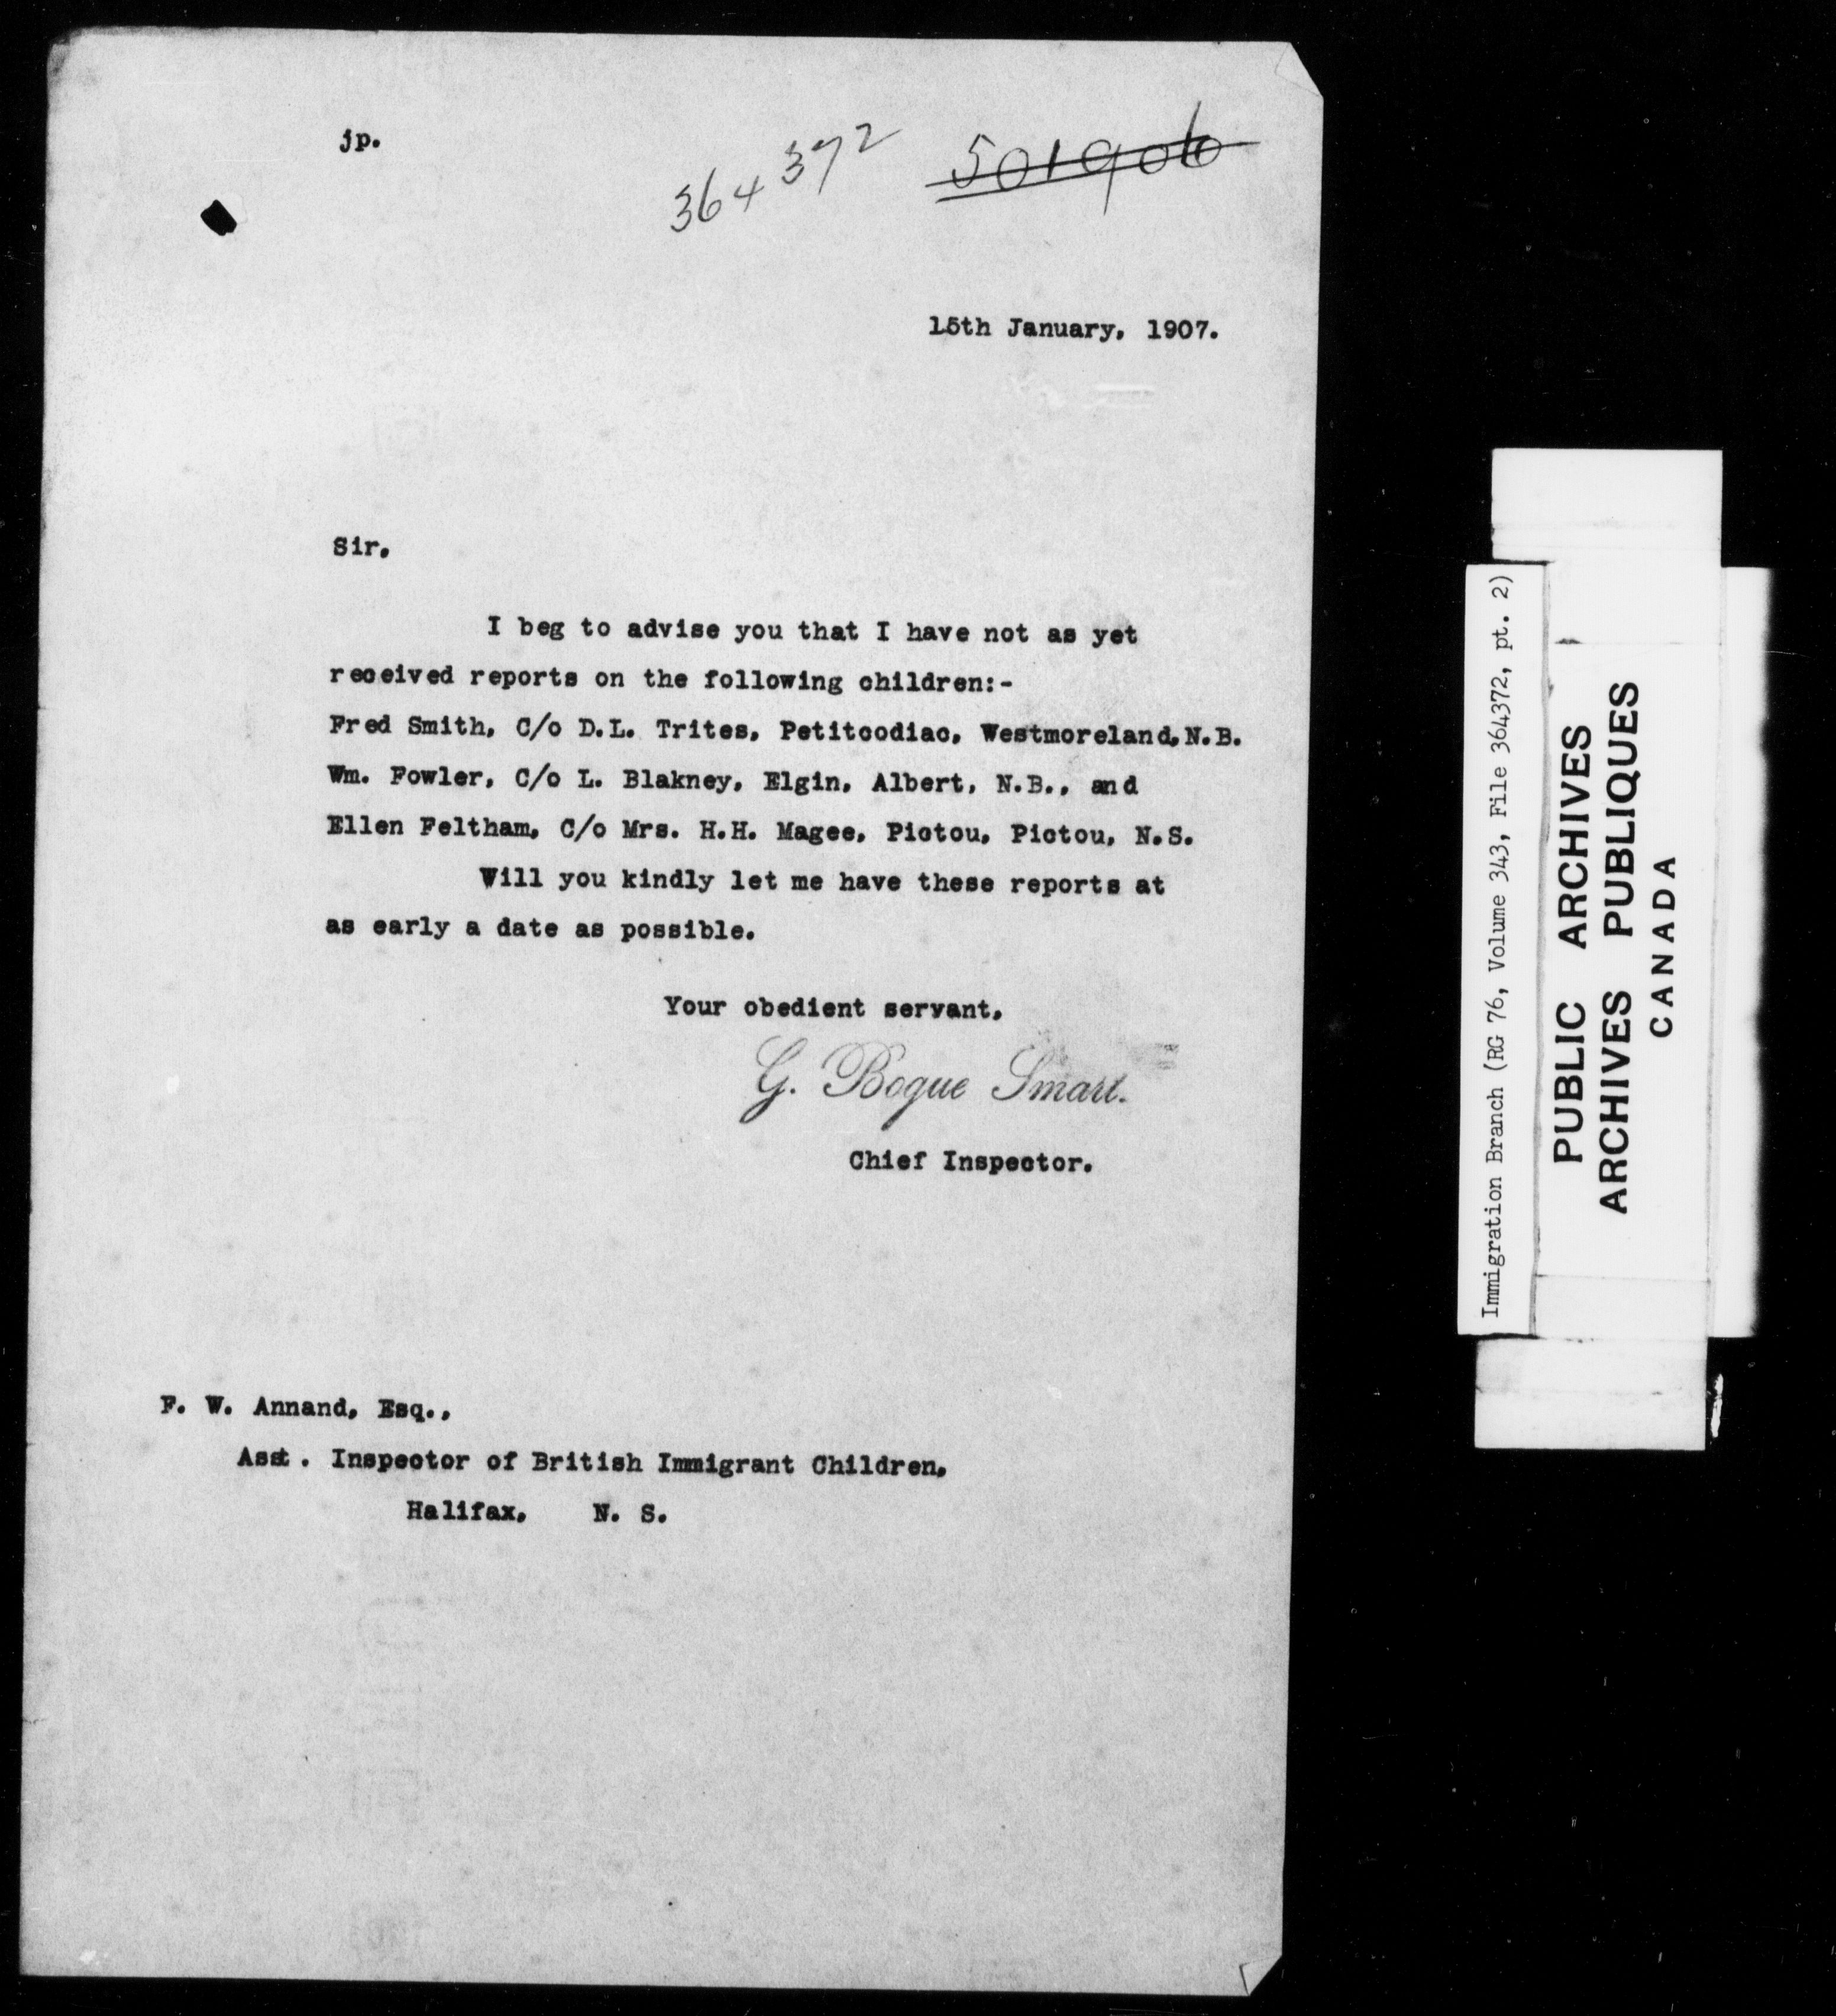 jp.
364372
501906
15th January, 1907.
Sir,
I beg to advise you that I have not as yet
received reports on the following children:-
Fred Smith, C/o D.L. Trites, Petitcodiac, Westmoreland, N.B.
Wm. Fowler, C/o L. Blakney, Elgin, Albert, N.B., and
Ellen Feltham, C/o Mrs. H.H. Magee, Pictou, Pictou, N.S.
Will you kindly let me have these reports at
as early a date as possible.
Your obedient servant,
G. Bogue Smart.
Chief Inspector.
F. W. Annand, Esq.,
Asst. Inspector of British Immigrant Children,
Halifax, N. S.
Immigration Branch (RG 76, Volume 343, File 364372, pt. 2)
PUBLIC ARCHIVES
ARCHIVES PUBLIQUES
CANADA